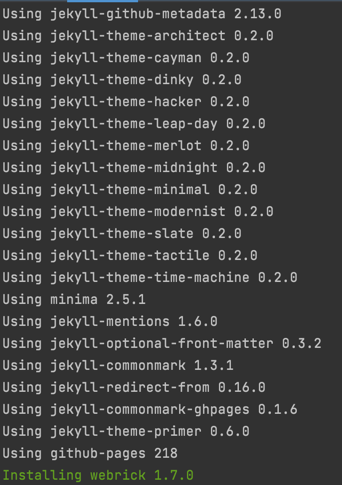 Using jekyll-github-metadata 2.13.0
Using jekyll-theme-architect 0.2.0
Using jekyll-theme-cayman 0.2.0
Using jekyll-theme-dinky 0.2.0
Using jekyll-theme-hacker 0.2.0
Using jekyll-theme-leap-day 0.2.0
Using jekyll-theme-merlot 0.2.0
Using jekyll-theme-midnight 0.2.0
Using jekyll-theme-minimal 0.2.0
Using jekyll-theme-modernist 0.2.0
Using jekyll-theme-slate 0.2.0
Using jekyll-theme-tactile 0.2.0
Using jekyll-theme-time-machine 0.2.0
Using minima 2.5.1
Using jekyll-mentions 1.6.0
Using jekyll-optional-front-matter 0.3.2
Using jekyll-commonmark 1.3.1
Using jekyll-redirect-from 0.16.0
Using jekyll-commonmark-ghpages 0.1.6
Using jekyll-theme-primer 0.6.0
Using github-pages 218
Installing webrick 1.7.0